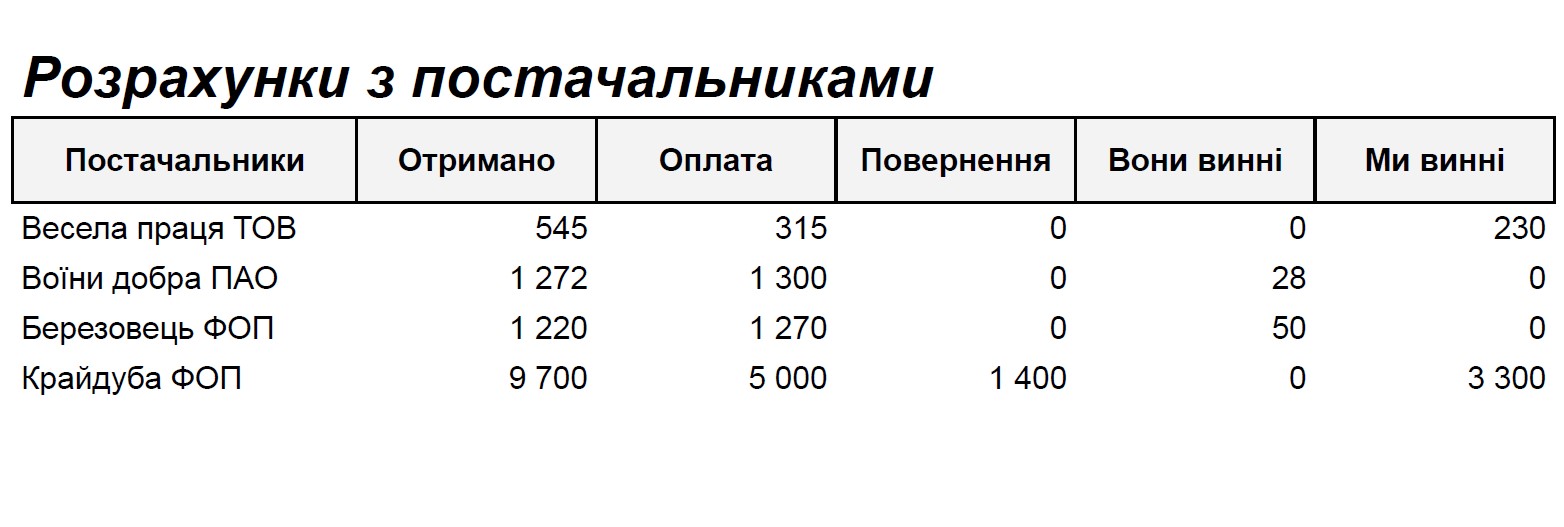 Розрахунки з постачальниками
Постачальники Отримано Оплата Повернення Вони винні Ми винні
Весела праця ТОВ 545 315 0 0 230
Воїни добра ПАО 1 272 1 300 0 28 0
Березовець ФОП 1 220 1 270 0 50 0
Крайдуба ФОП 9 700 5 000 1 400 0 3 300